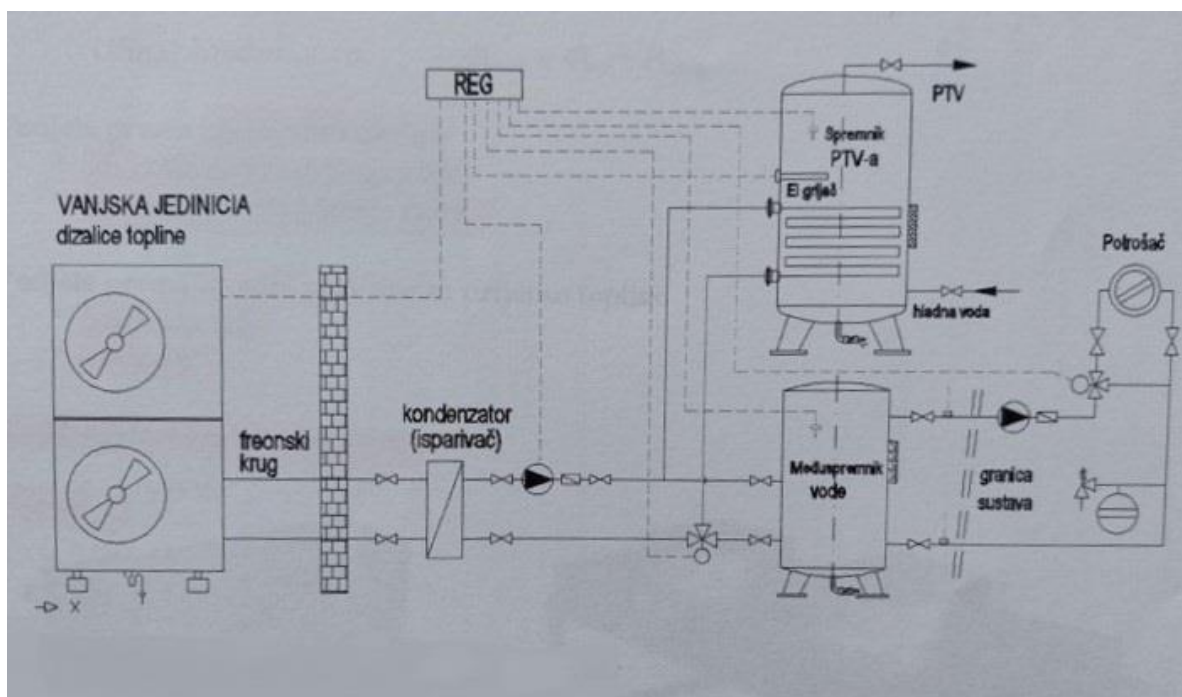 REG
PTV
Spremnik
PTV-a
El grijač
VANJSKA JEDINICIA
dizalice topline
Potrošač
hladna voda
kondenzator
(isparivač)
freonski
krug
Međuspremnik
vode
granica
sustava
X